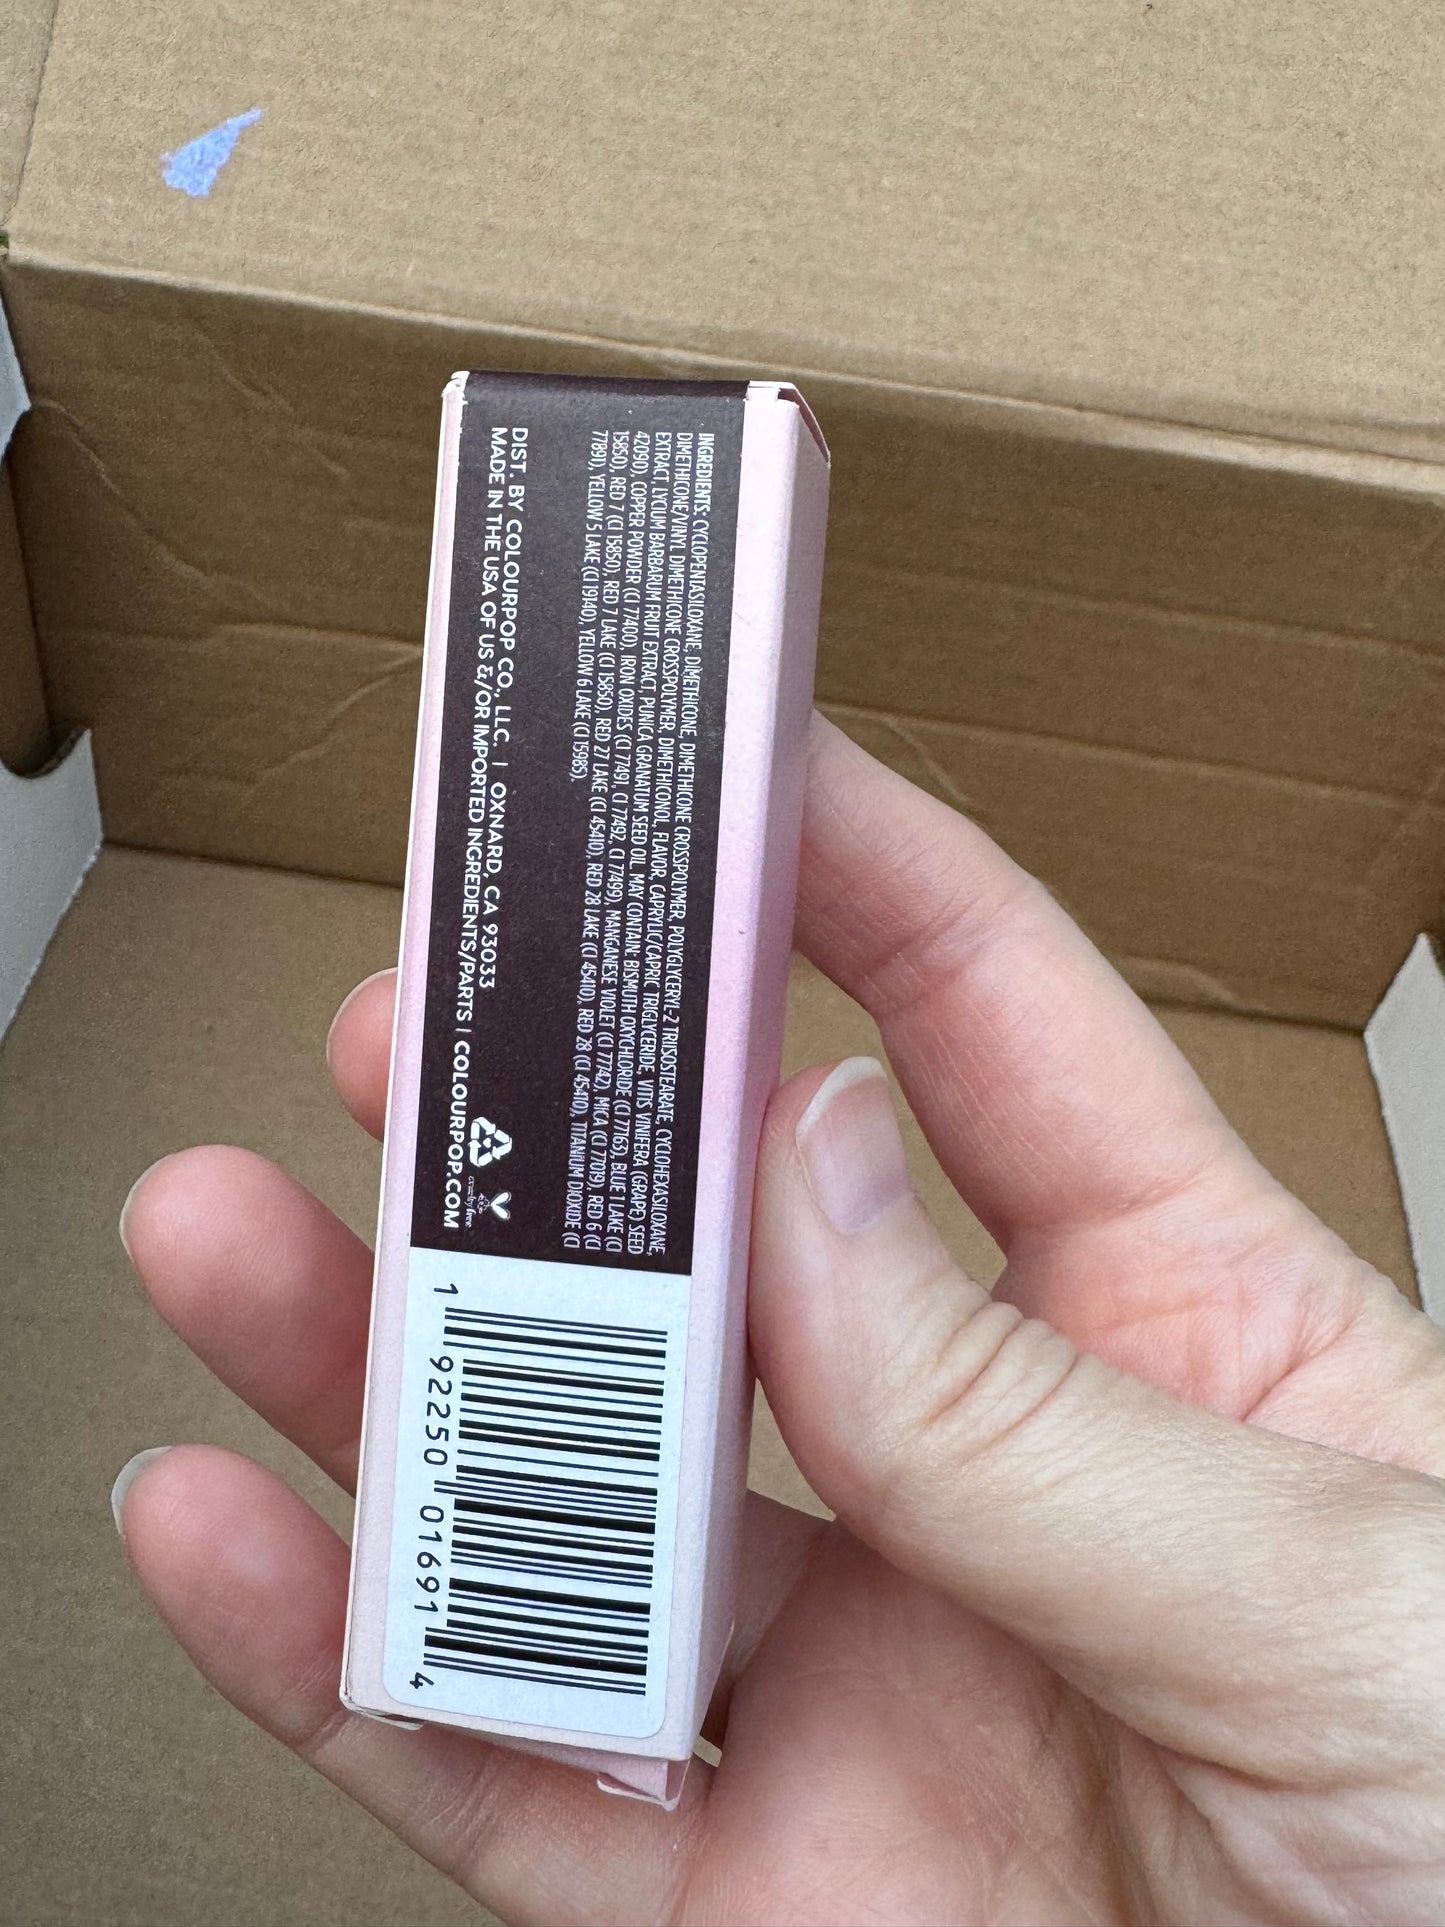 INGREDIENTS: CYCLOPENTASILOXANE, DIMETHICONE, DIMETHICONE CROSSPOLYMER, POLYGLYCERYL-2 TRIISOSTEARATE, CYCLOHEXASILOXANE,
DIMETHICONE/VINYL DIMETHICONE CROSSPOLYMER, DIMETHICONOL, FLAVOR, CAPRYLIC/CAPRIC TRIGLYCERIDE, VITIS VINIFERA (GRAPE) SEED
EXTRACT, LYCIUM BARBARUM FRUIT EXTRACT, PUNICA GRANATUM SEED OIL. MAY CONTAIN: BISMUTH OXYCHLORIDE (CI 77163), BLUE 1 LAKE (CI
42090), COPPER POWDER (CI 77400), IRON OXIDES (CI 77491, CI 77492, CI 77499), MANGANESE VIOLET (CI 77742), MICA (CI 77019), RED 6 (CI
15850), RED 7 (CI 15850), RED 7 LAKE (CI 15850), RED 27 LAKE (CI 45410), RED 28 LAKE (CI 45410), RED 28 (CI 45410), TITANIUM DIOXIDE (CI
77891), YELLOW 5 LAKE (CI 19140), YELLOW 6 LAKE (CI 15985).
DIST. BY COLOURPOP CO., LLC. | OXNARD, CA 93033
MADE IN THE USA OF US &/OR IMPORTED INGREDIENTS/PARTS | COLOURPOP.COM
cruelty free
1 92250 01691 4